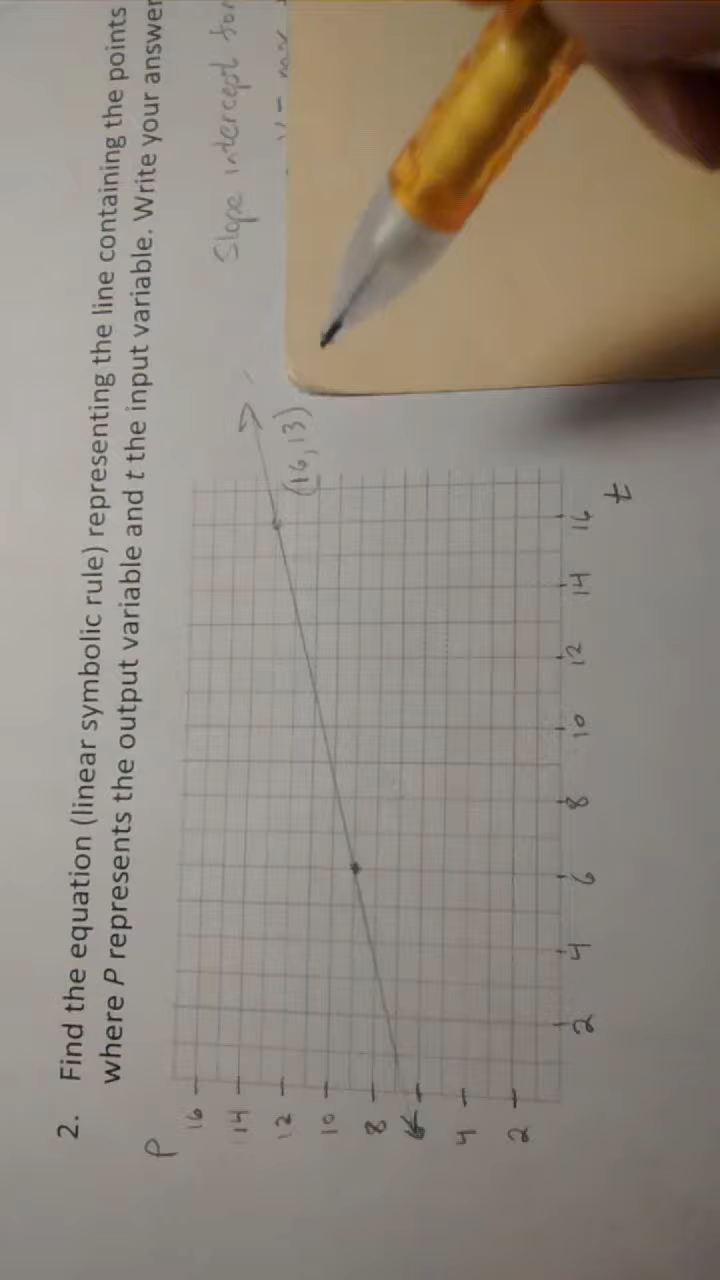 2. Find the equation (linear symbolic rule) representing the line containing the points
where P represents the output variable and t the input variable. Write your answer
Slope intercept for
P
16
14
12
10
8
6
4
2
(16,13)
2 4 6 8 10 12 14 16
t